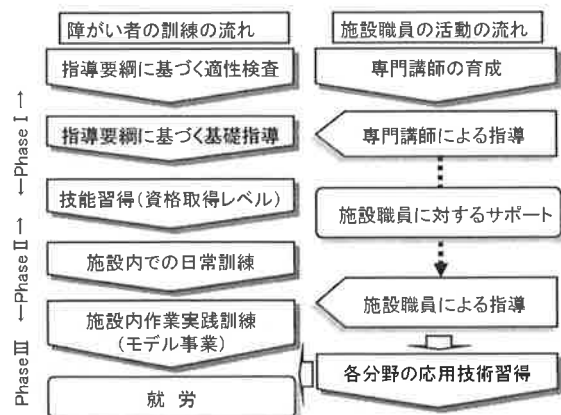 障がい者の訓練の流れ
指導要綱に基づく適性検査
指導要綱に基づく基礎指導
技能習得(資格取得レベル)
施設内での日常訓練
施設内作業実践訓練
(モデル事業)
就 労
施設職員の活動の流れ
専門講師の育成
専門講師による指導
施設職員に対するサポート
施設職員による指導
各分野の応用技術習得
←Phase Ⅰ→
←Phase Ⅱ→
Phase Ⅲ